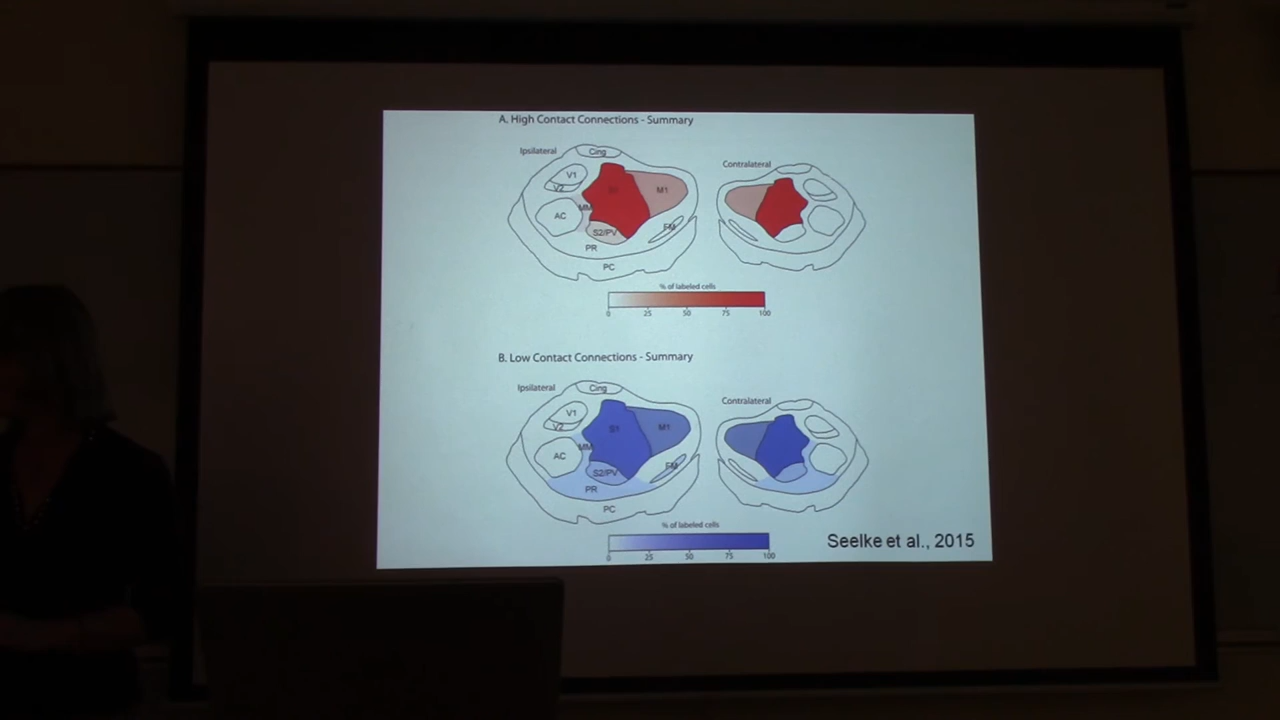 A. High Contact Connections - Summary
Ipsilateral
Cing
Contralateral
V1
V2
M1
MM
AC
S2/PV
FM
PR
PC
% of labeled cells
0 25 50 75 100
B. Low Contact Connections - Summary
Ipsilateral
Cing
Contralateral
V1
V2
S1
M1
MM
AC
S2/PV
FM
PR
PC
% of labeled cells
0 25 50 75 100
Seelke et al., 2015